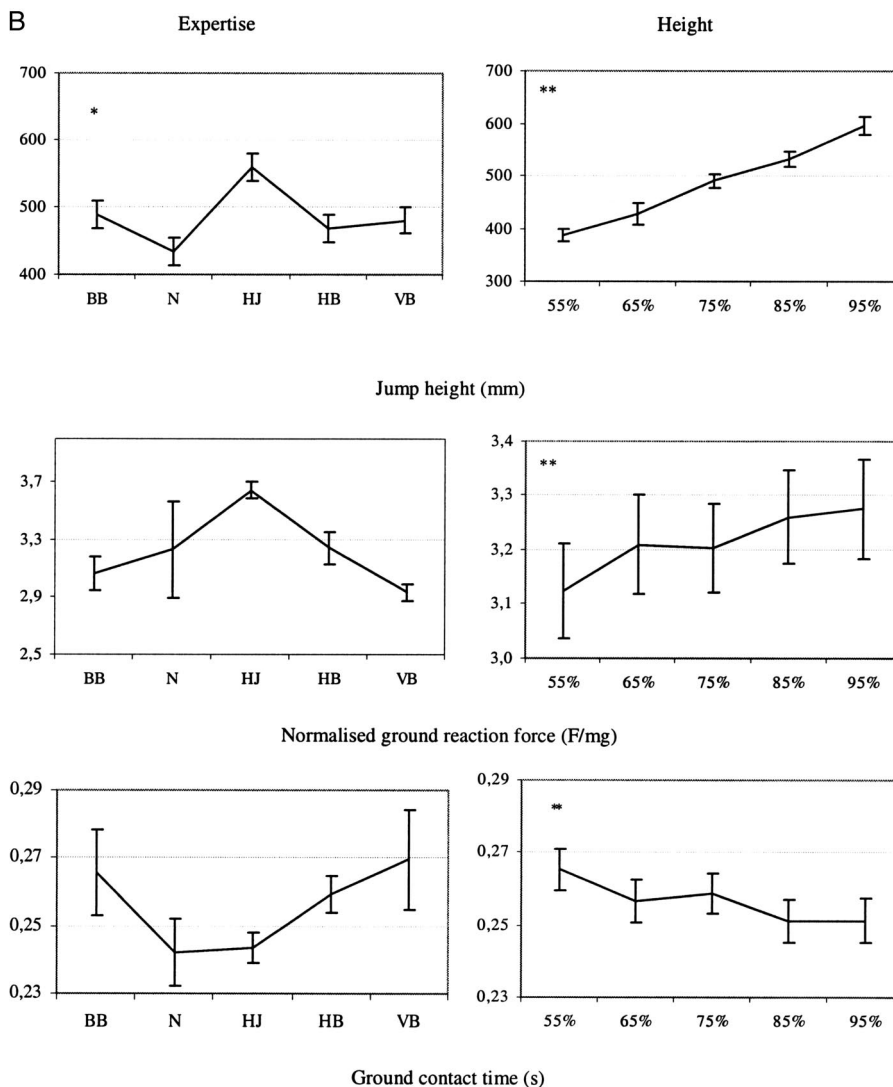 B
Expertise
Height
700
600
500
400
*
BB N HJ HB VB
700
600
500
400
300
**
55% 65% 75% 85% 95%
Jump height (mm)
3,7
3,3
2,9
2,5
BB N HJ HB VB
3,4
3,3
3,2
3,1
3,0
**
55% 65% 75% 85% 95%
Normalised ground reaction force (F/mg)
0,29
0,27
0,25
0,23
BB N HJ HB VB
0,29
0,27
0,25
0,23
**
55% 65% 75% 85% 95%
Ground contact time (s)